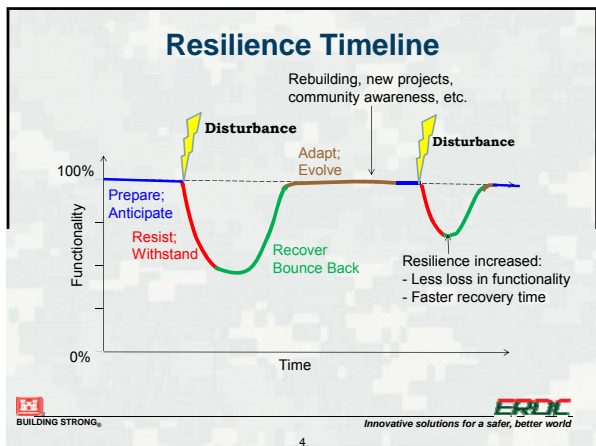 Resilience Timeline
Rebuilding, new projects,
community awareness, etc.
Disturbance
Disturbance
Adapt;
Evolve
100%
Prepare;
Anticipate
Resist;
Withstand
Recover
Bounce Back
Resilience increased:
- Less loss in functionality
- Faster recovery time
Functionality
0%
Time
BUILDING STRONG®
ERDC
Innovative solutions for a safer, better world
4